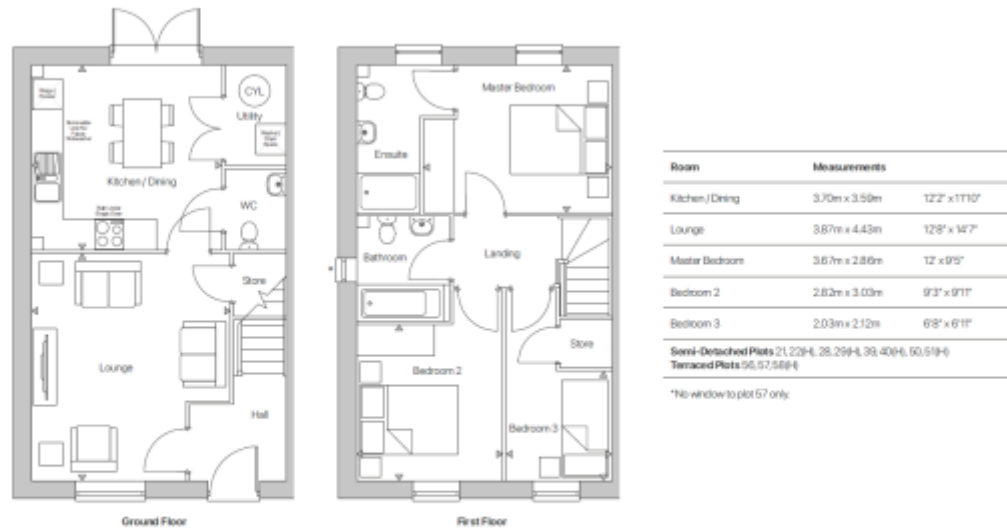 CYL
Utility
Kitchen / Dining
WC
Store
Lounge
Hall
Ground Floor
Master Bedroom
Ensuite
Bathroom
Landing
Store
Bedroom 2
Bedroom 3
First Floor
Room Measurements
Kitchen / Dining 3.70m x 3.59m 12'2" x 11'10"
Lounge 3.87m x 4.43m 12'8" x 14'7"
Master Bedroom 3.67m x 2.86m 12' x 9'5"
Bedroom 2 2.82m x 3.03m 9'3" x 9'11"
Bedroom 3 2.03m x 2.12m 6'8" x 6'11"
Semi-Detached Plots 21, 22(H), 28, 29(H), 39, 40(H), 50, 51(H)
Terraced Plots 56, 57, 58(H)
*No window to plot 57 only.